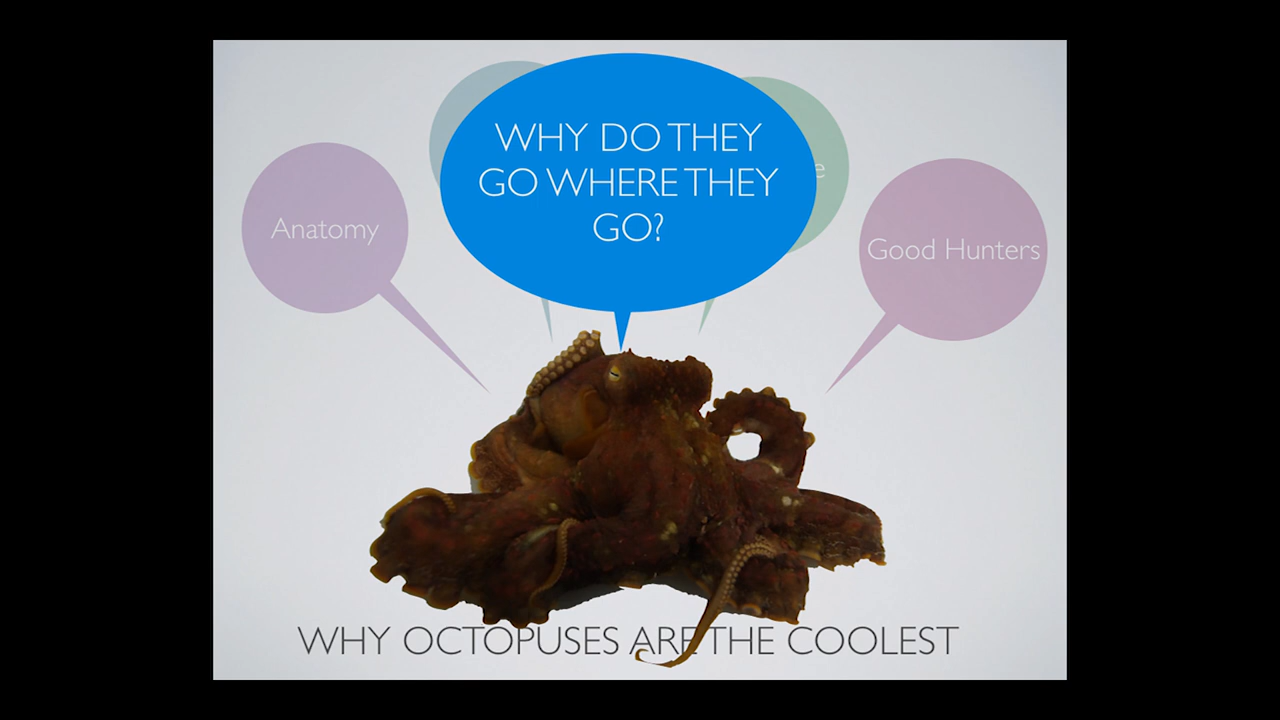 WHY DO THEY
GO WHERE THEY
GO?
Anatomy
Good Hunters
WHY OCTOPUSES ARE THE COOLEST